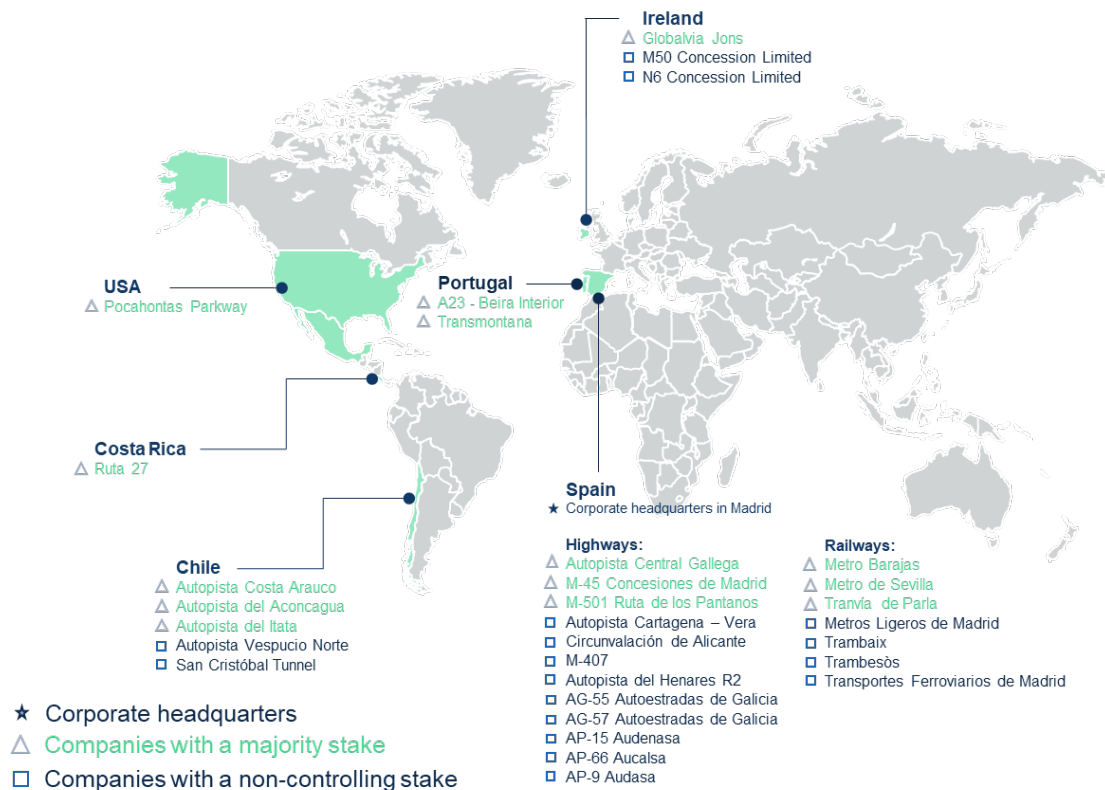 Ireland
Globalvia Jons
M50 Concession Limited
N6 Concession Limited
USA
Pocahontas Parkway
Portugal
A23 - Beira Interior
Transmontana
Costa Rica
Ruta 27
Chile
Autopista Costa Arauco
Autopista del Aconcagua
Autopista del Itata
Autopista Vespucio Norte
San Cristóbal Tunnel
Spain
Corporate headquarters in Madrid
Highways:
Autopista Central Gallega
M-45 Concesiones de Madrid
M-501 Ruta de los Pantanos
Autopista Cartagena – Vera
Circunvalación de Alicante
M-407
Autopista del Henares R2
AG-55 Autoestradas de Galicia
AG-57 Autoestradas de Galicia
AP-15 Audenasa
AP-66 Aucalsa
AP-9 Audasa
Railways:
Metro Barajas
Metro de Sevilla
Tranvía de Parla
Metros Ligeros de Madrid
Trambaix
Trambesòs
Transportes Ferroviarios de Madrid
Corporate headquarters
Companies with a majority stake
Companies with a non-controlling stake